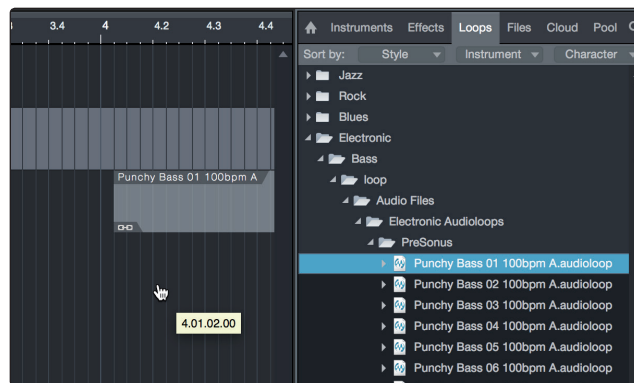 3.4 4 4.2 4.3 4.4
Punchy Bass 01 100bpm A
4.01.02.00
Instruments Effects Loops Files Cloud Pool
Sort by: Style Instrument Character
Jazz
Rock
Blues
Electronic
Bass
loop
Audio Files
Electronic Audioloops
PreSonus
Punchy Bass 01 100bpm A.audioloop
Punchy Bass 02 100bpm A.audioloop
Punchy Bass 03 100bpm A.audioloop
Punchy Bass 04 100bpm A.audioloop
Punchy Bass 05 100bpm A.audioloop
Punchy Bass 06 100bpm A.audioloop